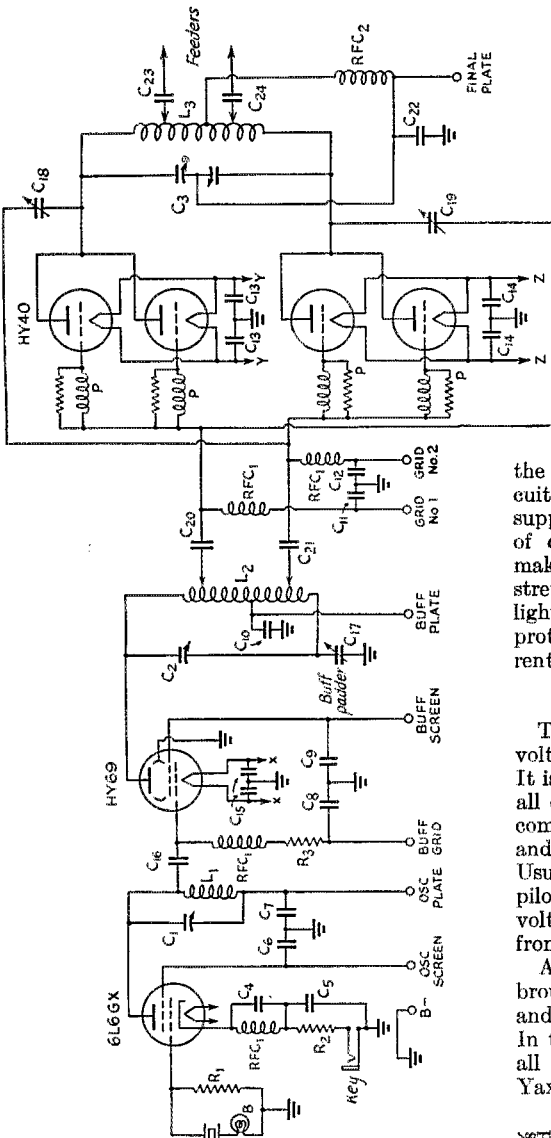 6L6GX
R1
B
RFC1
C4
C5
R2
Key
B-
C1
L1
C6
C7
OSC SCREEN
OSC PLATE
C16
HY69
RFC1
R3
X
X
C15
C8
C9
BUFF GRID
BUFF SCREEN
C2
L2
C10
Buff padder
C17
BUFF PLATE
C20
C21
RFC1
RFC1
C11
C12
GRID No 1
GRID No. 2
HY40
P
P
P
P
Y
Y
C13
C13
Z
Z
C14
C14
C18
C19
C3
L3
C23
C24
Feeders
RFC2
C22
FINAL PLATE
the
cuit
supp
of c
mak
stre
light
prot
rent
T
volt
It is
all c
com
and
Usu
pilo
volt
from
A
brou
and
In t
all
Yax